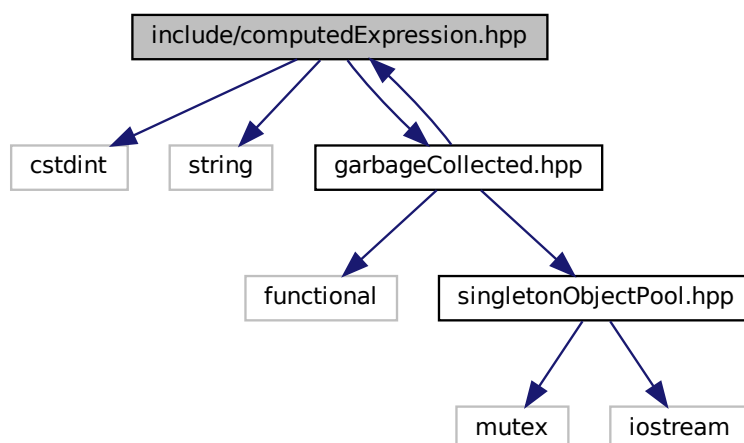 include/computedExpression.hpp
cstdint
string
garbageCollected.hpp
functional
singletonObjectPool.hpp
mutex
iostream